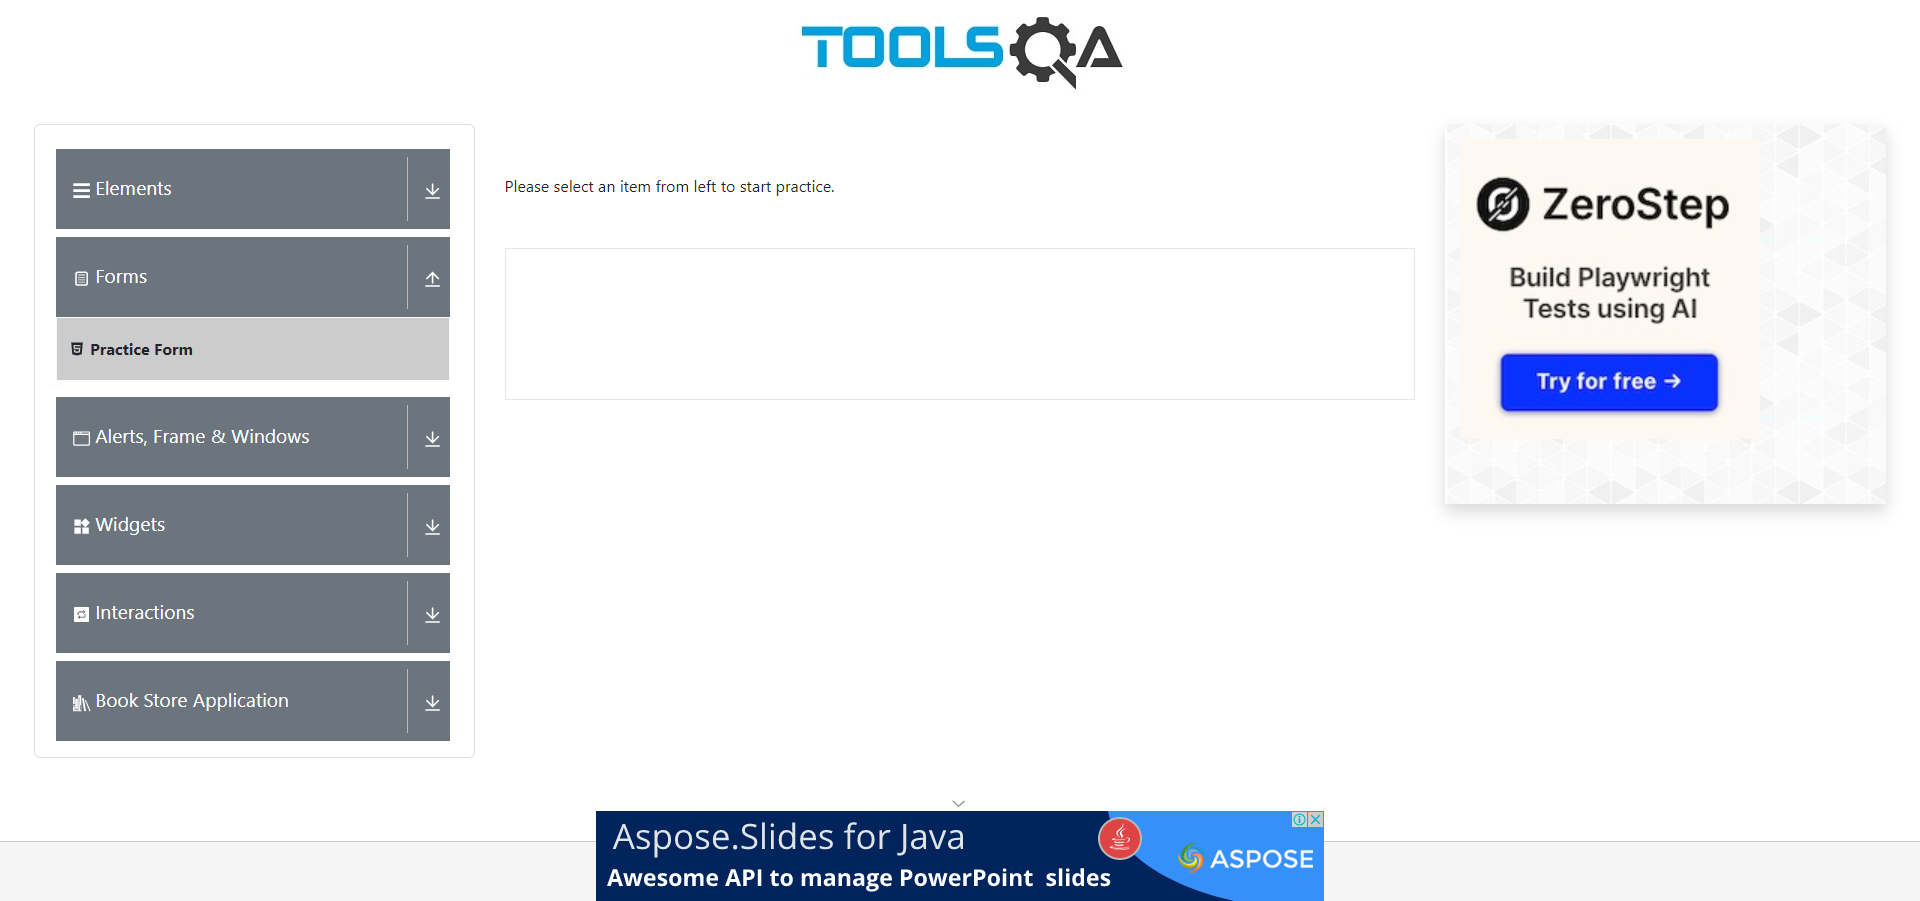 TOOLSQA
Elements
Forms
Practice Form
Alerts, Frame & Windows
Widgets
Interactions
Book Store Application
Please select an item from left to start practice.
ZeroStep
Build Playwright
Tests using AI
Try for free →
Aspose.Slides for Java
Awesome API to manage PowerPoint slides
ASPOSE